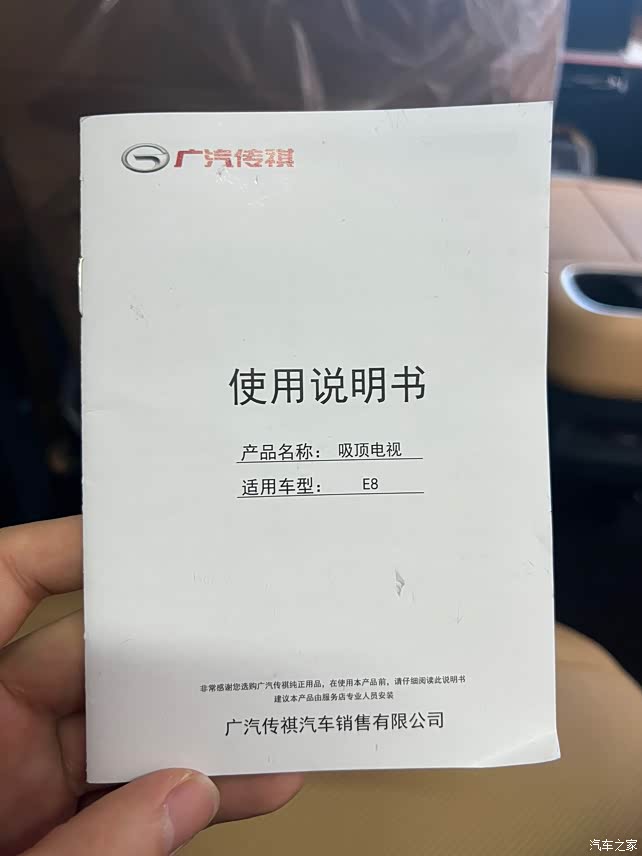 广汽传祺
使用说明书
产品名称：吸顶电视
适用车型：E8
非常感谢您选购广汽传祺纯正用品，在使用本产品前，请仔细阅读此说明书
建议本产品由服务店专业人员安装
广汽传祺汽车销售有限公司
汽车之家